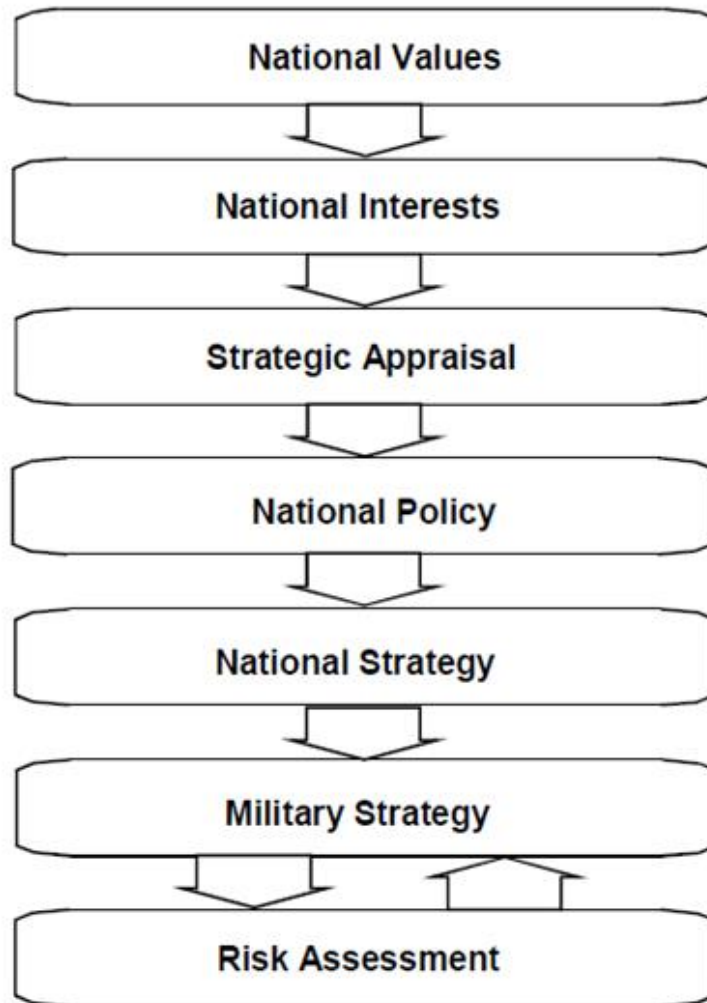 National Values
National Interests
Strategic Appraisal
National Policy
National Strategy
Military Strategy
Risk Assessment